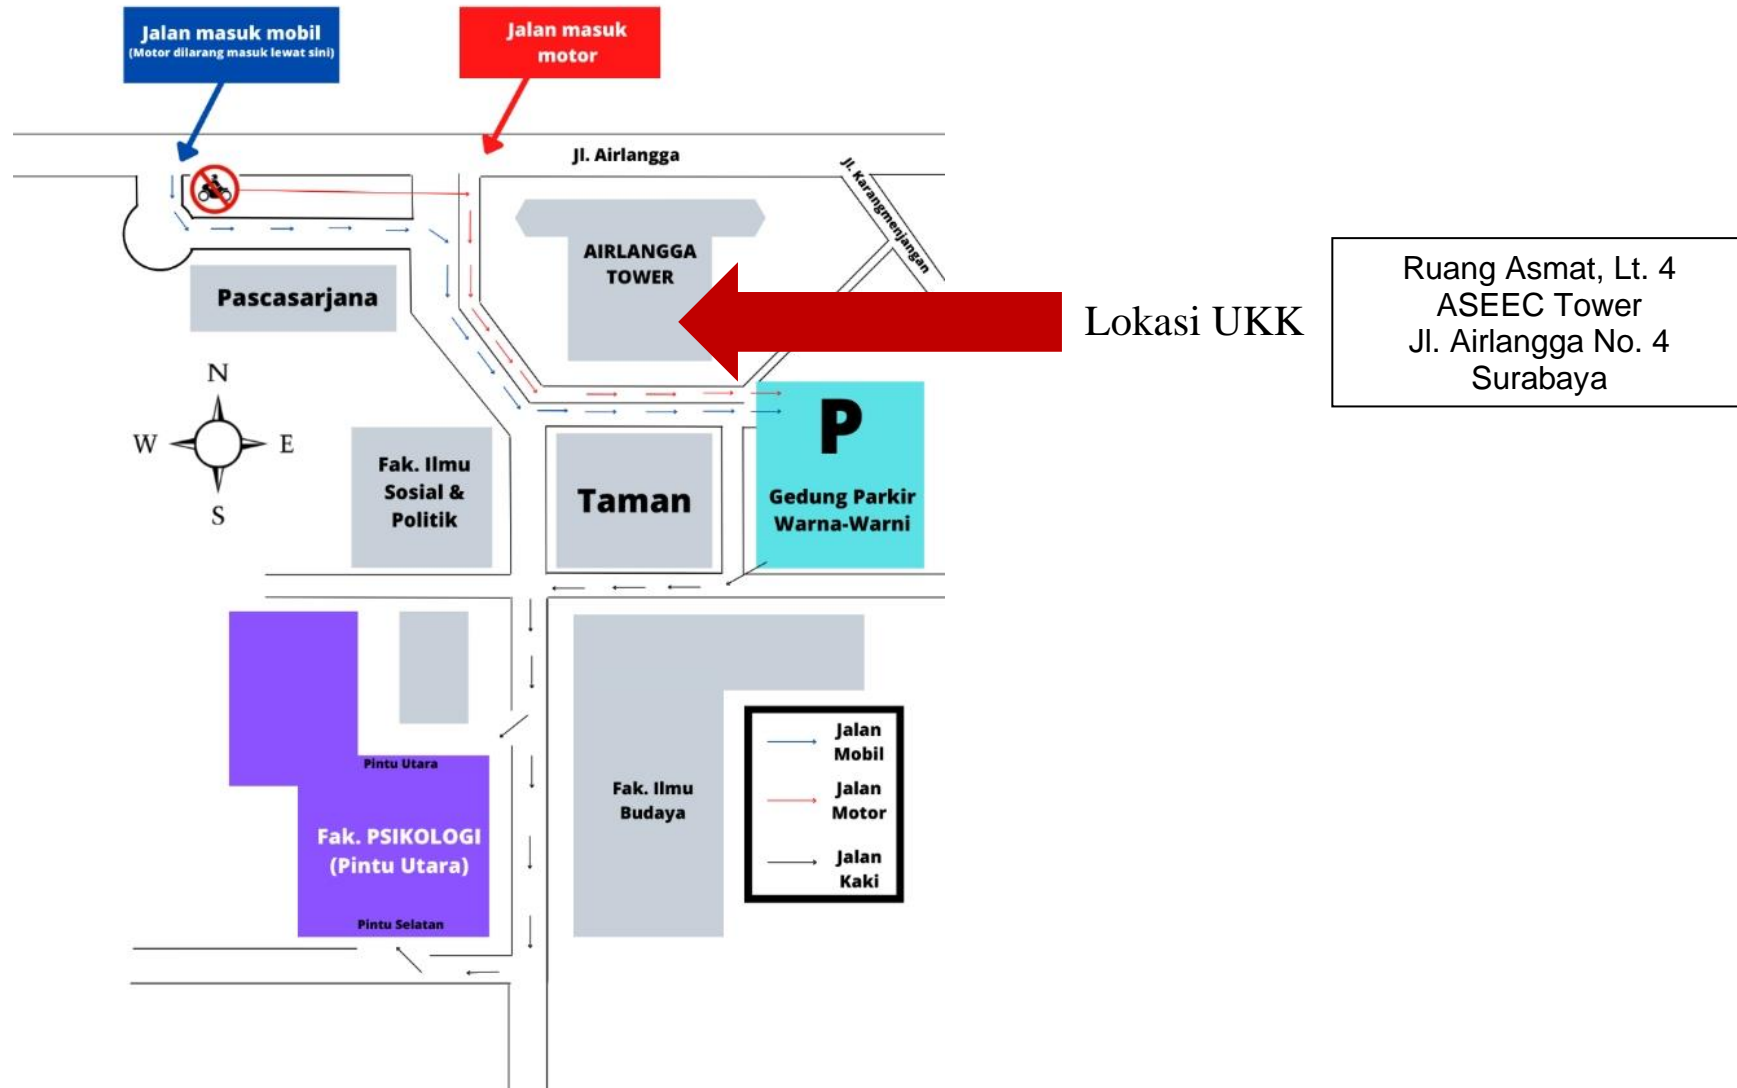 Jalan masuk mobil
(Motor dilarang masuk lewat sini)
Jalan masuk
motor
Jl. Airlangga
Jl. Karangmenjangan
AIRLANGGA
TOWER
Pascasarjana
Lokasi UKK
Ruang Asmat, Lt. 4
ASEEC Tower
Jl. Airlangga No. 4
Surabaya
N
W
E
S
P
Gedung Parkir
Warna-Warni
Fak. Ilmu
Sosial &
Politik
Taman
Pintu Utara
Fak. PSIKOLOGI
(Pintu Utara)
Pintu Selatan
Fak. Ilmu
Budaya
Jalan
Mobil
Jalan
Motor
Jalan
Kaki